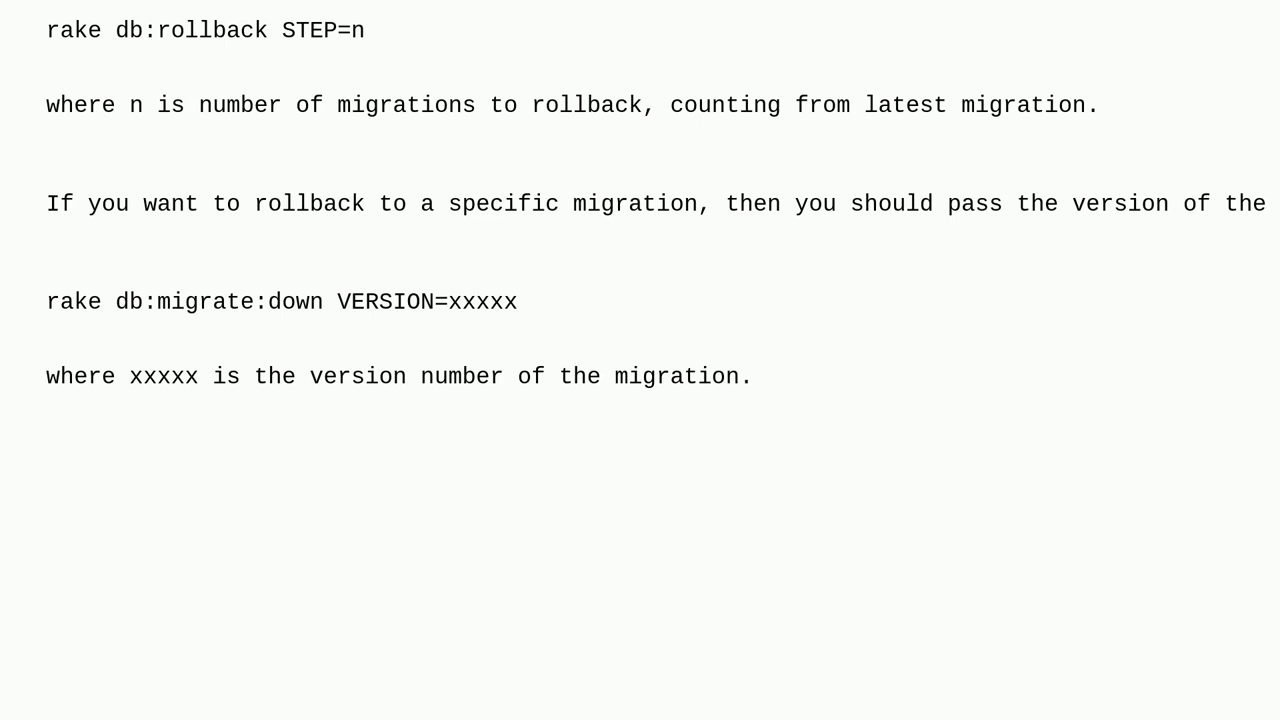 rake db:rollback STEP=n
where n is number of migrations to rollback, counting from latest migration.
If you want to rollback to a specific migration, then you should pass the version of the
rake db:migrate:down VERSION=xxxxx
where xxxxx is the version number of the migration.